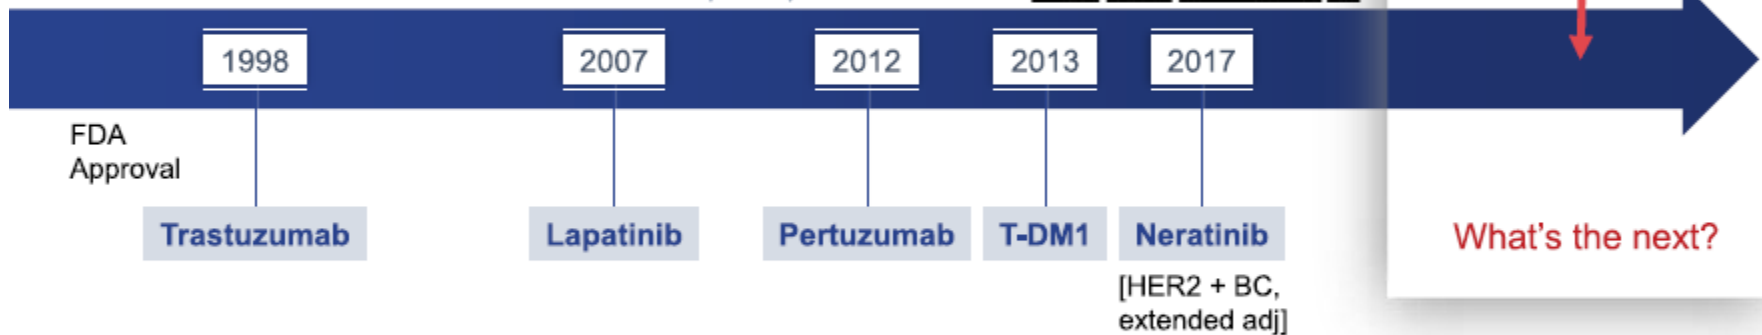 1998
2007
2012
2013
2017
FDA
Approval
Trastuzumab
Lapatinib
Pertuzumab
T-DM1
Neratinib
What's the next?
[HER2 + BC,
extended adj]